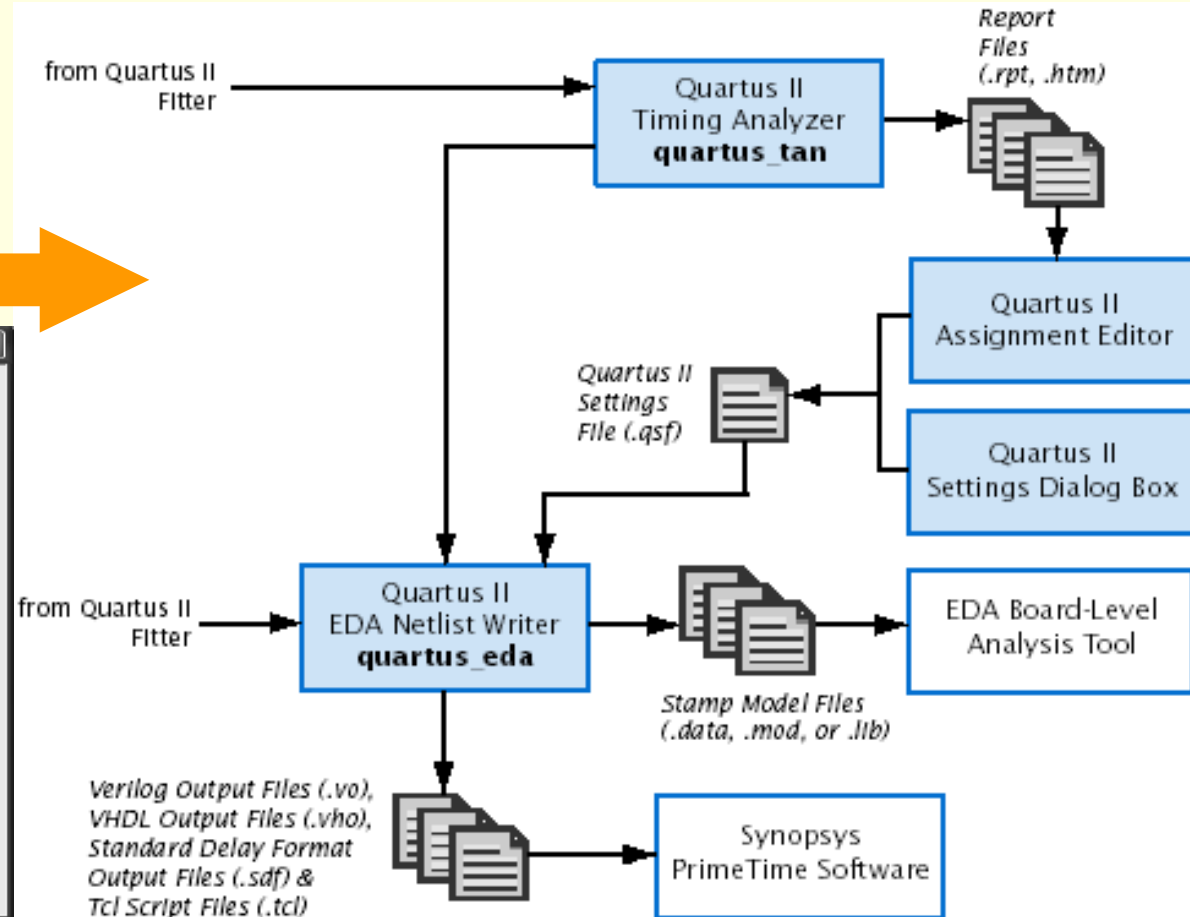 Report
Files
(.rpt, .htm)
from Quartus II
Fitter
Quartus II
Timing Analyzer
quartus_tan
Quartus II
Assignment Editor
Quartus II
Settings
File (.qsf)
Quartus II
Settings Dialog Box
from Quartus II
Fitter
Quartus II
EDA Netlist Writer
quartus_eda
EDA Board-Level
Analysis Tool
Stamp Model Files
(.data, .mod, or .lib)
Verilog Output Files (.vo),
VHDL Output Files (.vho),
Standard Delay Format
Output Files (.sdf) &
Tcl Script Files (.tcl)
Synopsys
PrimeTime Software